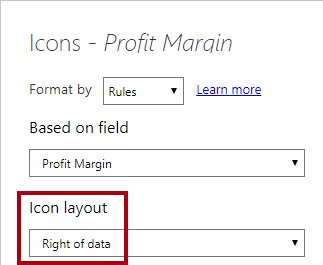 Icons - Profit Margin
Format by Rules Learn more
Based on field
Profit Margin
Icon layout
Right of data